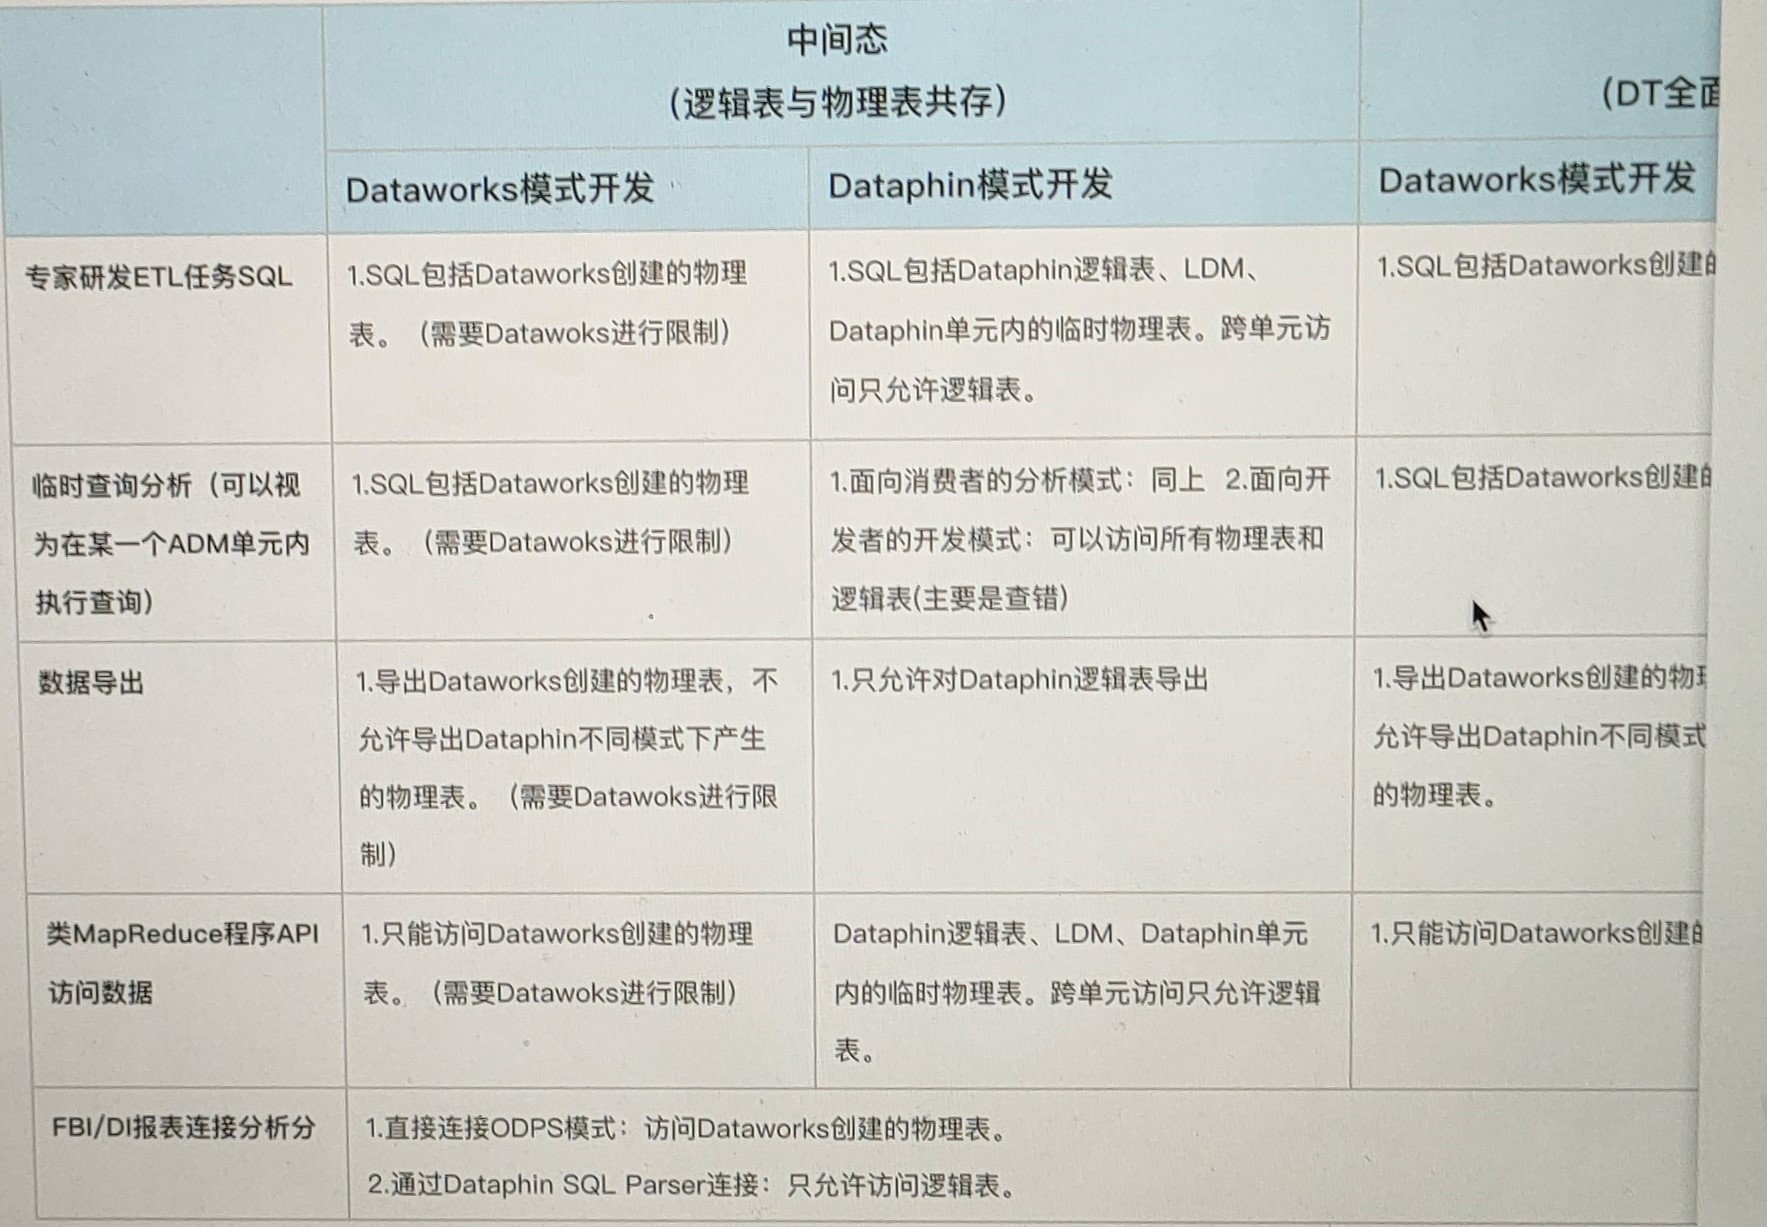 中间态
（逻辑表与物理表共存）
（DT全面
Dataworks模式开发
Dataphin模式开发
Dataworks模式开发
专家研发ETL任务SQL
1.SQL包括Dataworks创建的物理
表。（需要Datawoks进行限制）
1.SQL包括Dataphin逻辑表、LDM、
Dataphin单元内的临时物理表。跨单元访
问只允许逻辑表。
1.SQL包括Dataworks创建的
临时查询分析（可以视
为在某一个ADM单元内
执行查询）
1.SQL包括Dataworks创建的物理
表。（需要Datawoks进行限制）
1.面向消费者的分析模式：同上 2.面向开
发者的开发模式：可以访问所有物理表和
逻辑表(主要是查错)
1.SQL包括Dataworks创建的
数据导出
1.导出Dataworks创建的物理表，不
允许导出Dataphin不同模式下产生
的物理表。（需要Datawoks进行限
制）
1.只允许对Dataphin逻辑表导出
1.导出Dataworks创建的物理
允许导出Dataphin不同模式
的物理表。
类MapReduce程序API
访问数据
1.只能访问Dataworks创建的物理
表。（需要Datawoks进行限制）
Dataphin逻辑表、LDM、Dataphin单元
内的临时物理表。跨单元访问只允许逻辑
表。
1.只能访问Dataworks创建的
FBI/DI报表连接分析分
1.直接连接ODPS模式：访问Dataworks创建的物理表。
2.通过Dataphin SQL Parser连接：只允许访问逻辑表。